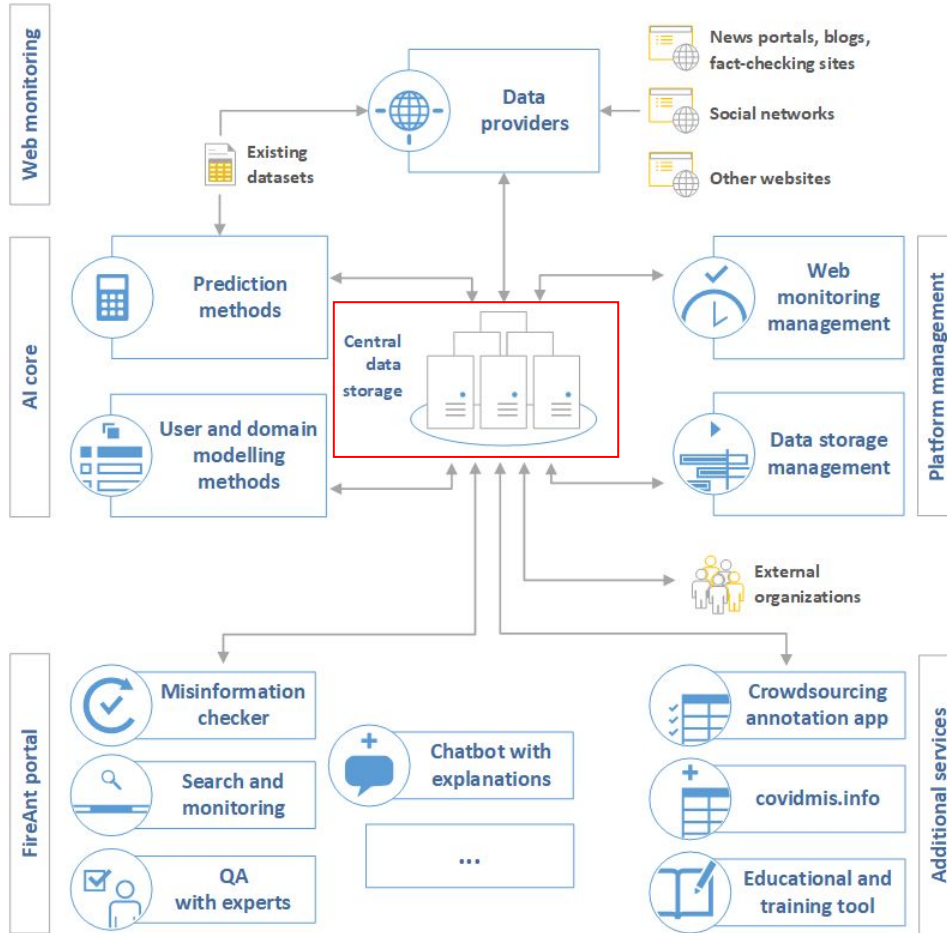 Web monitoring
Data
providers
News portals, blogs,
fact-checking sites
Social networks
Other websites
Existing
datasets
AI core
Prediction
methods
User and domain
modelling
methods
Central
data
storage
Web
monitoring
management
Data storage
management
Platform management
External
organizations
FireAnt portal
Misinformation
checker
Search and
monitoring
QA
with experts
Chatbot with
explanations
...
Crowdsourcing
annotation app
covidmis.info
Educational and
training tool
Additional services